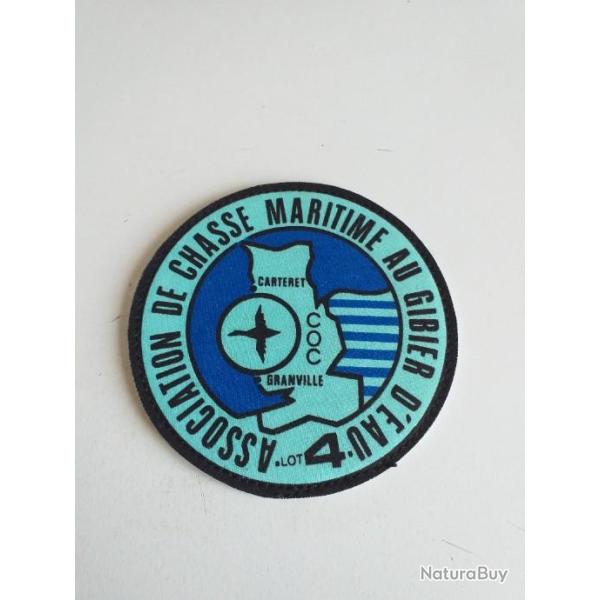 ASSOCIATION DE CHASSE MARITIME AU GIBIER D'EAU
CARTERET
COC
GRANVILLE
.LOT 4.
NaturaBuy